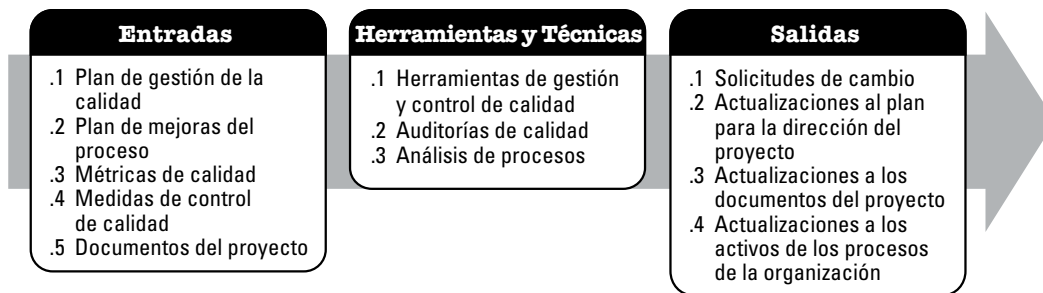 Entradas
.1 Plan de gestión de la
calidad
.2 Plan de mejoras del
proceso
.3 Métricas de calidad
.4 Medidas de control
de calidad
.5 Documentos del proyecto
Herramientas y Técnicas
.1 Herramientas de gestión
y control de calidad
.2 Auditorías de calidad
.3 Análisis de procesos
Salidas
.1 Solicitudes de cambio
.2 Actualizaciones al plan
para la dirección del
proyecto
.3 Actualizaciones a los
documentos del proyecto
.4 Actualizaciones a los
activos de los procesos
de la organización